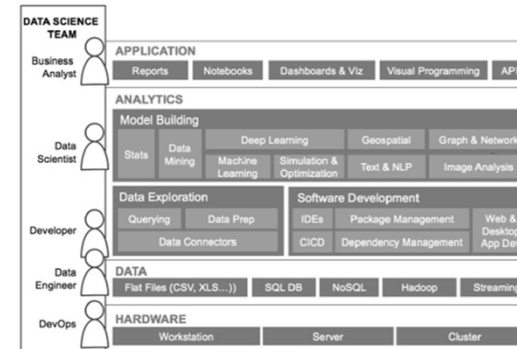 DATA SCIENCE
TEAM
Business
Analyst
Data
Scientist
Developer
Data
Engineer
DevOps
APPLICATION
Reports
Notebooks
Dashboards & Viz
Visual Programming
API
ANALYTICS
Model Building
Stats
Data
Mining
Deep Learning
Geospatial
Graph & Network
Machine
Learning
Simulation &
Optimization
Text & NLP
Image Analysis
Data Exploration
Querying
Data Prep
Data Connectors
Software Development
IDEs
Package Management
Web &
Desktop
App Dev
CICD
Dependency Management
DATA
Flat Files (CSV, XLS...))
SQL DB
NoSQL
Hadoop
Streaming
HARDWARE
Workstation
Server
Cluster